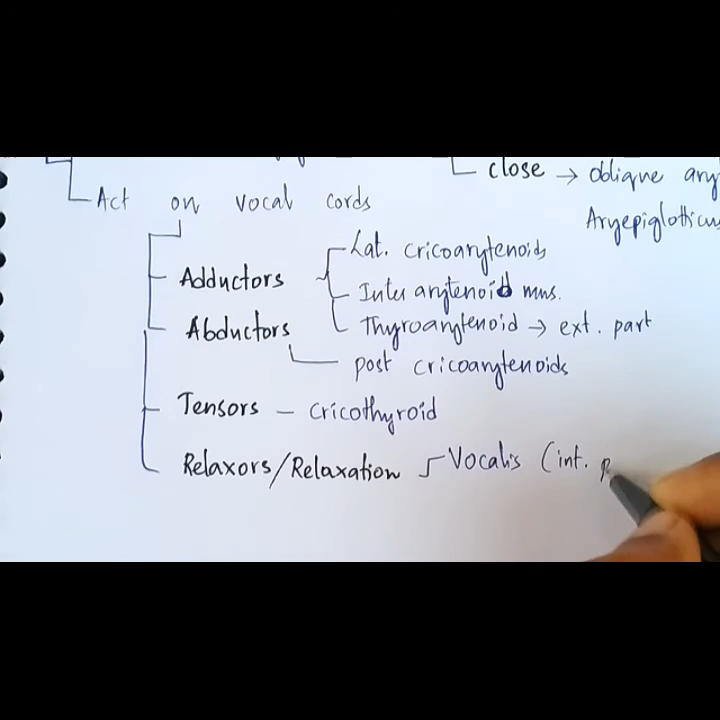 close → oblique ary
Act on vocal cords
Aryepiglotticus
Lat. cricoarytenoids
Adductors
Inter arytenoid mus.
Abductors
Thyroarytenoid → ext. part
post cricoarytenoids
Tensors – cricothyroid
Relaxors/Relaxation
Vocalis (int. p